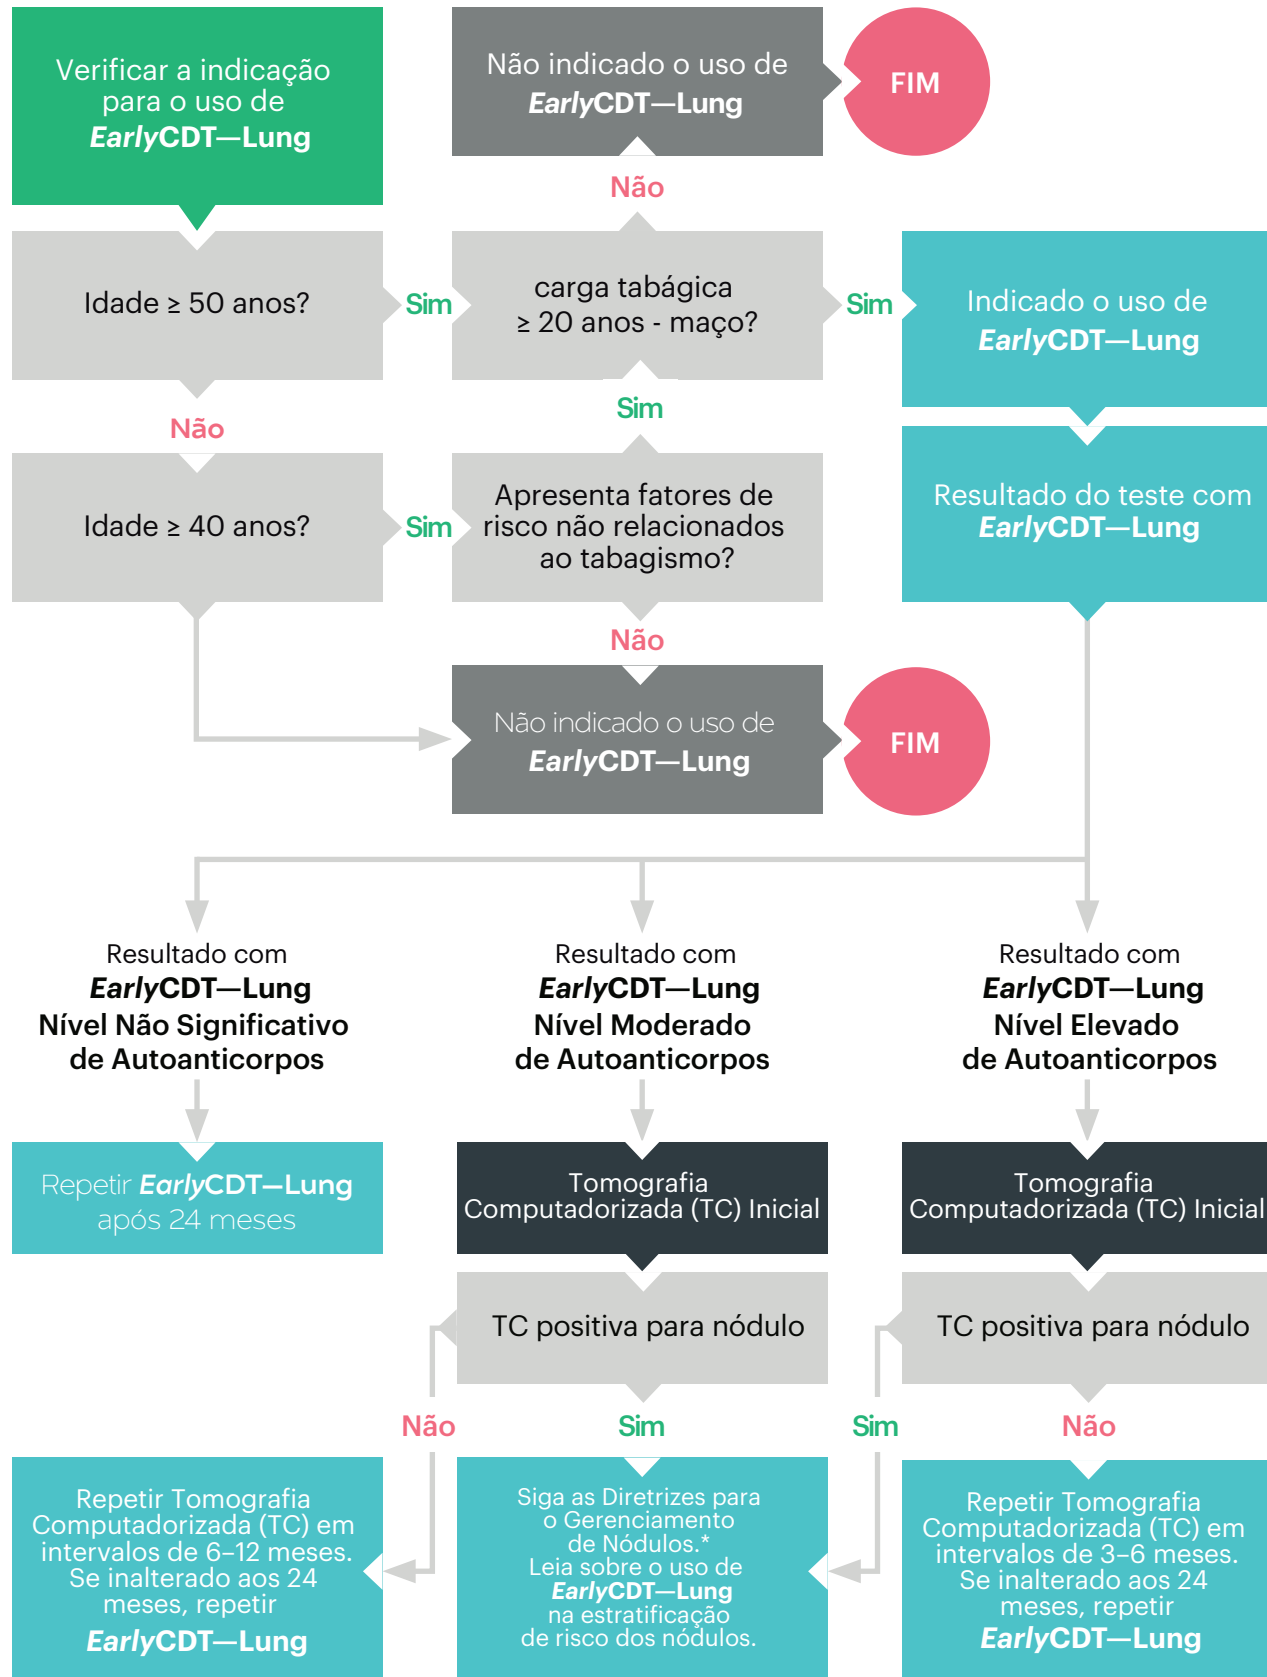 Verificar a indicação
para o uso de
EarlyCDT—Lung
Não indicado o uso de
EarlyCDT—Lung
FIM
Não
Idade ≥ 50 anos?
Sim
carga tabágica
≥ 20 anos - maço?
Sim
Indicado o uso de
EarlyCDT—Lung
Não
Sim
Idade ≥ 40 anos?
Sim
Apresenta fatores de
risco não relacionados
ao tabagismo?
Resultado do teste com
EarlyCDT—Lung
Não
Não indicado o uso de
EarlyCDT—Lung
FIM
Resultado com
EarlyCDT—Lung
Nível Não Significativo
de Autoanticorpos
Resultado com
EarlyCDT—Lung
Nível Moderado
de Autoanticorpos
Resultado com
EarlyCDT—Lung
Nível Elevado
de Autoanticorpos
Repetir EarlyCDT—Lung
após 24 meses
Tomografia
Computadorizada (TC) Inicial
Tomografia
Computadorizada (TC) Inicial
TC positiva para nódulo
TC positiva para nódulo
Não
Sim
Sim
Não
Repetir Tomografia
Computadorizada (TC) em
intervalos de 6–12 meses.
Se inalterado aos 24
meses, repetir
EarlyCDT—Lung
Siga as Diretrizes para
o Gerenciamento
de Nódulos.*
Leia sobre o uso de
EarlyCDT—Lung
na estratificação
de risco dos nódulos.
Repetir Tomografia
Computadorizada (TC) em
intervalos de 3–6 meses.
Se inalterado aos 24
meses, repetir
EarlyCDT—Lung